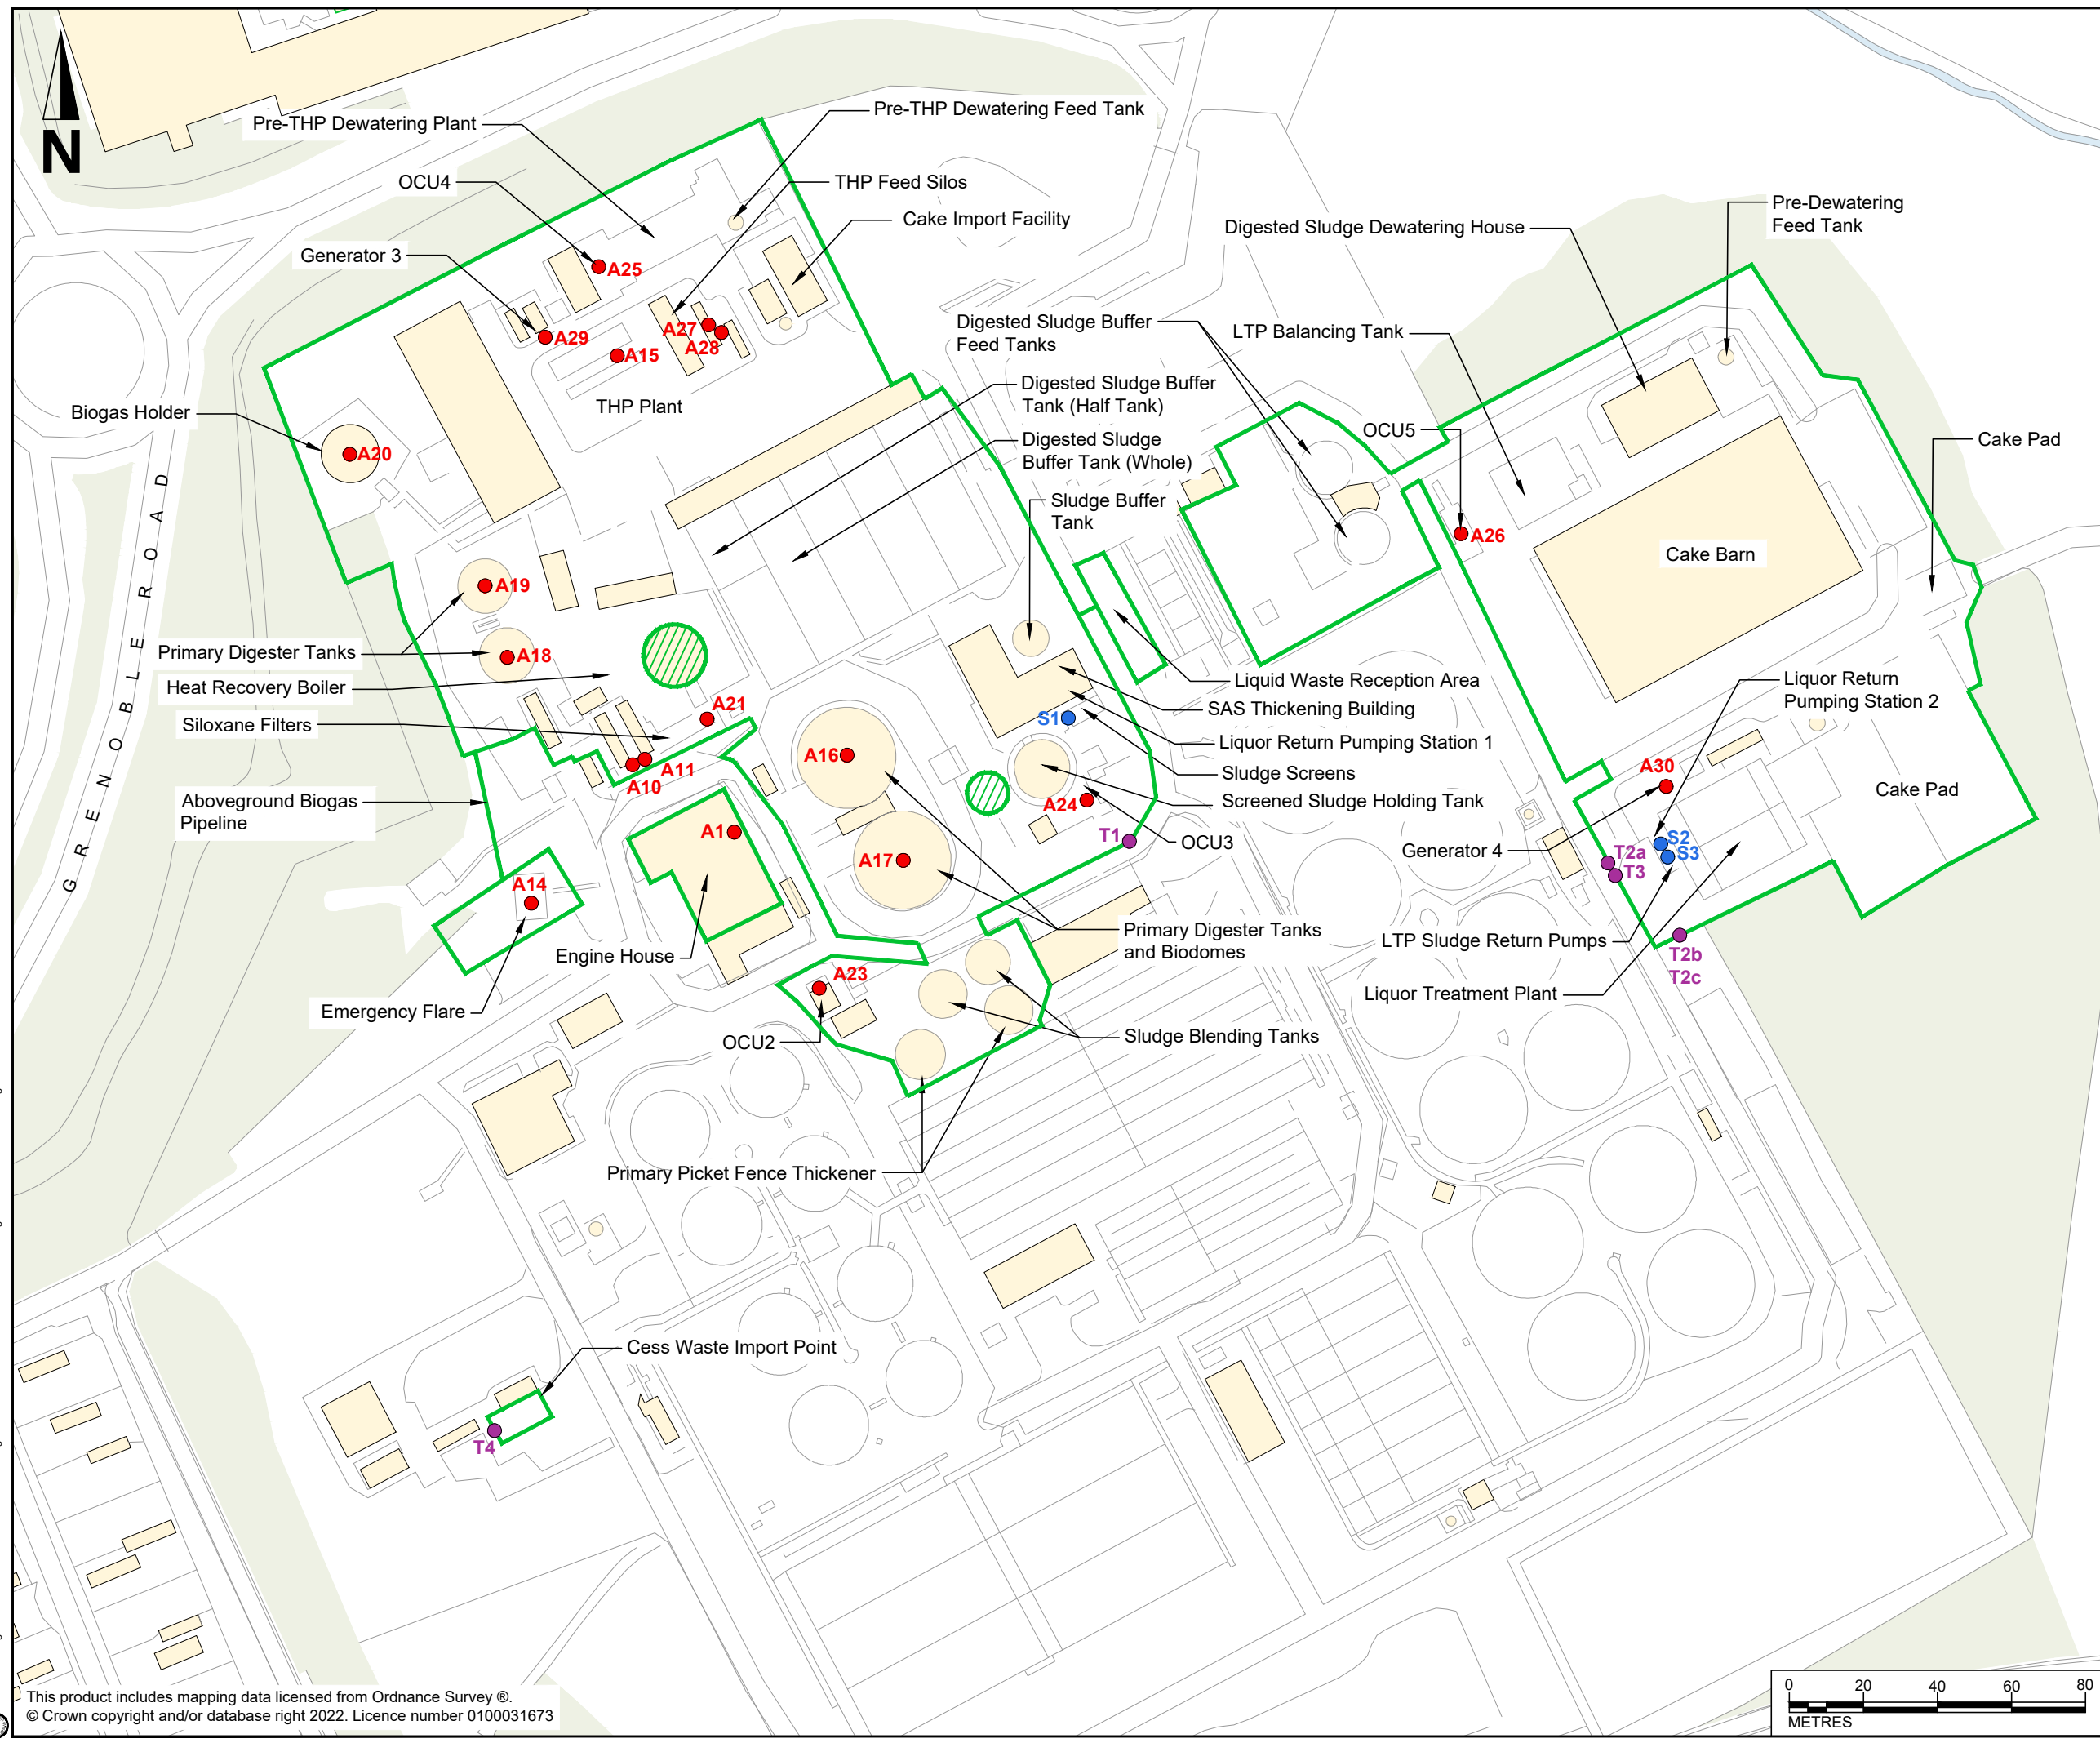 N
Pre-THP Dewatering Plant
Pre-THP Dewatering Feed Tank
OCU4
THP Feed Silos
Cake Import Facility
Generator 3
A25
A29
A27
A28
A15
THP Plant
Biogas Holder
A20
GRENOBLE ROAD
Digested Sludge Dewatering House
Pre-Dewatering
Feed Tank
Digested Sludge Buffer
Feed Tanks
LTP Balancing Tank
Digested Sludge Buffer
Tank (Half Tank)
OCU5
Digested Sludge
Buffer Tank (Whole)
Cake Pad
Sludge Buffer
Tank
A26
Cake Barn
A19
Primary Digester Tanks
A18
Heat Recovery Boiler
Siloxane Filters
A21
A11
A10
Aboveground Biogas
Pipeline
Liquid Waste Reception Area
SAS Thickening Building
S1
Liquor Return Pumping Station 1
Sludge Screens
Screened Sludge Holding Tank
A16
A24
T1
OCU3
A1
A17
Liquor Return
Pumping Station 2
A30
Cake Pad
Generator 4
S2
S3
T2a
T3
A14
Engine House
Emergency Flare
Primary Digester Tanks
and Biodomes
LTP Sludge Return Pumps
T2b
T2c
Liquor Treatment Plant
A23
OCU2
Sludge Blending Tanks
Primary Picket Fence Thickener
Cess Waste Import Point
T4
This product includes mapping data licensed from Ordnance Survey ®.
© Crown copyright and/or database right 2022. Licence number 0100031673
0 20 40 60 80
METRES